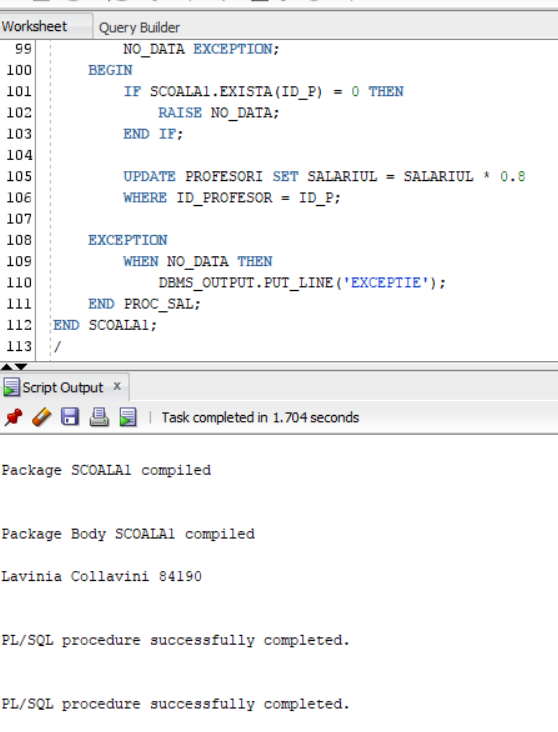 Worksheet Query Builder
99 NO_DATA EXCEPTION;
100 BEGIN
101 IF SCOALA1.EXISTA(ID_P) = 0 THEN
102 RAISE NO_DATA;
103 END IF;
104
105 UPDATE PROFESORI SET SALARIUL = SALARIUL * 0.8
106 WHERE ID_PROFESOR = ID_P;
107
108 EXCEPTION
109 WHEN NO_DATA THEN
110 DBMS_OUTPUT.PUT_LINE('EXCEPTIE');
111 END PROC_SAL;
112 END SCOALA1;
113 /
Script Output x
| Task completed in 1.704 seconds
Package SCOALA1 compiled
Package Body SCOALA1 compiled
Lavinia Collavini 84190
PL/SQL procedure successfully completed.
PL/SQL procedure successfully completed.